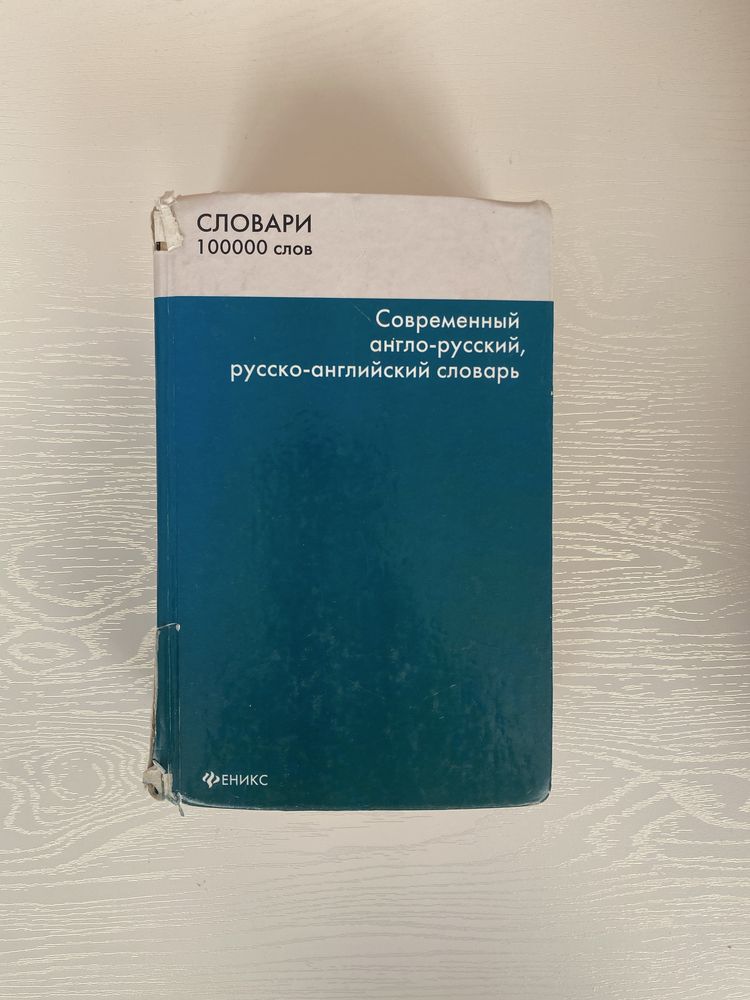 СЛОВАРИ
100000 слов
Современный
англо-русский,
русско-английский словарь
ФЕНИКС